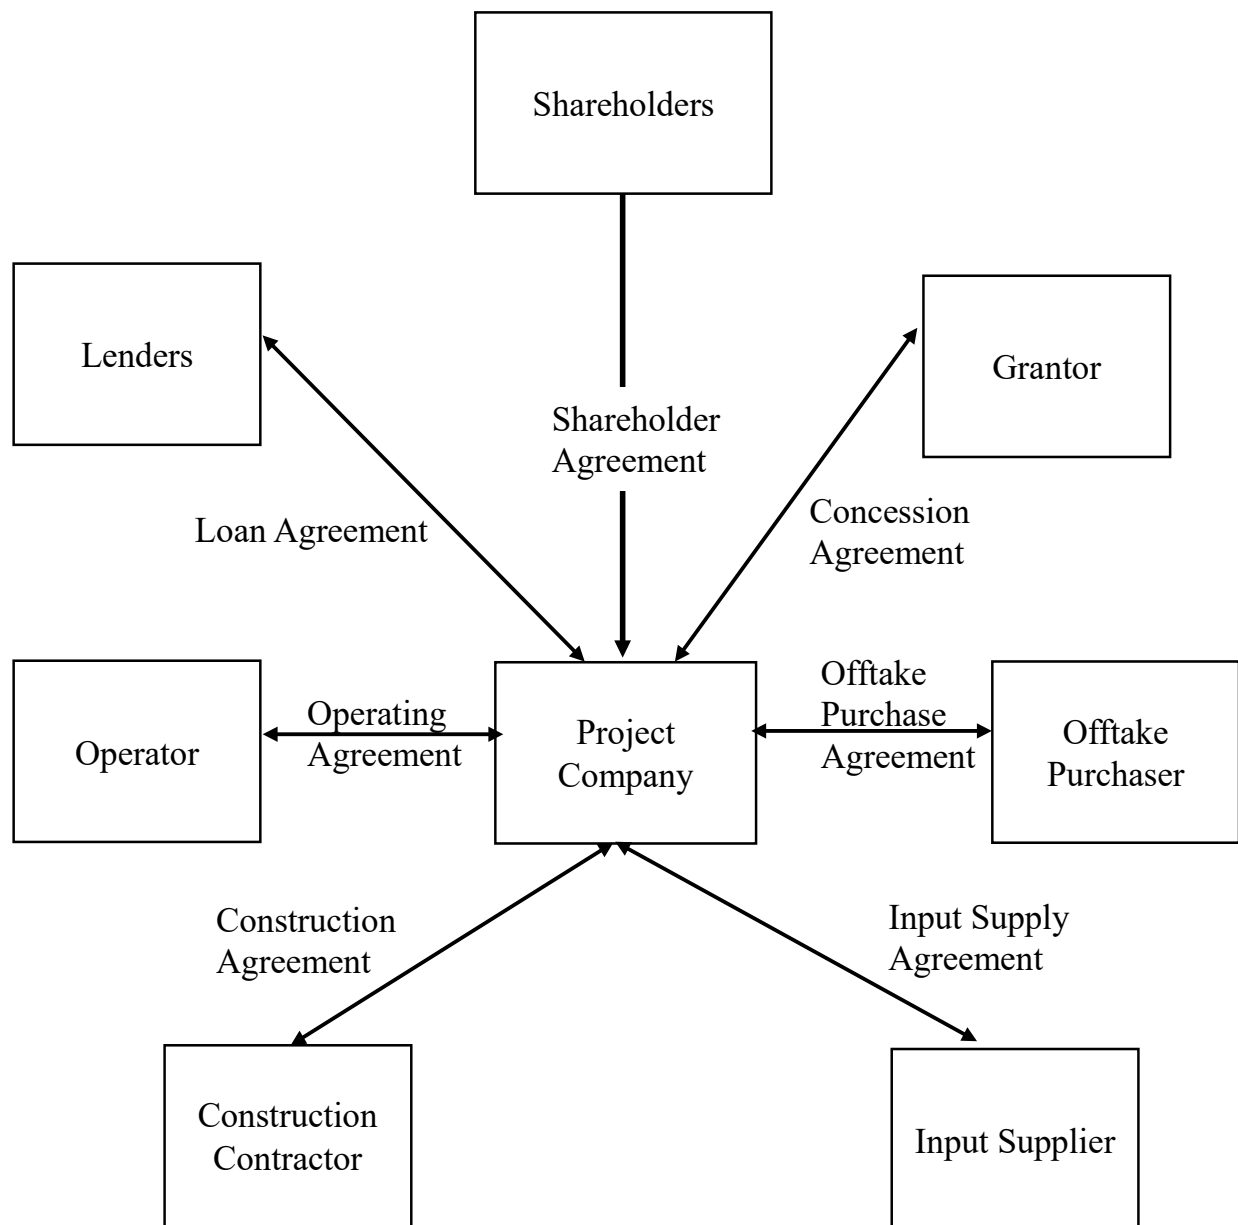 Shareholders
Lenders
Grantor
Shareholder
Agreement
Loan Agreement
Concession
Agreement
Operator
Operating
Agreement
Project
Company
Offtake
Purchase
Agreement
Offtake
Purchaser
Construction
Agreement
Input Supply
Agreement
Construction
Contractor
Input Supplier